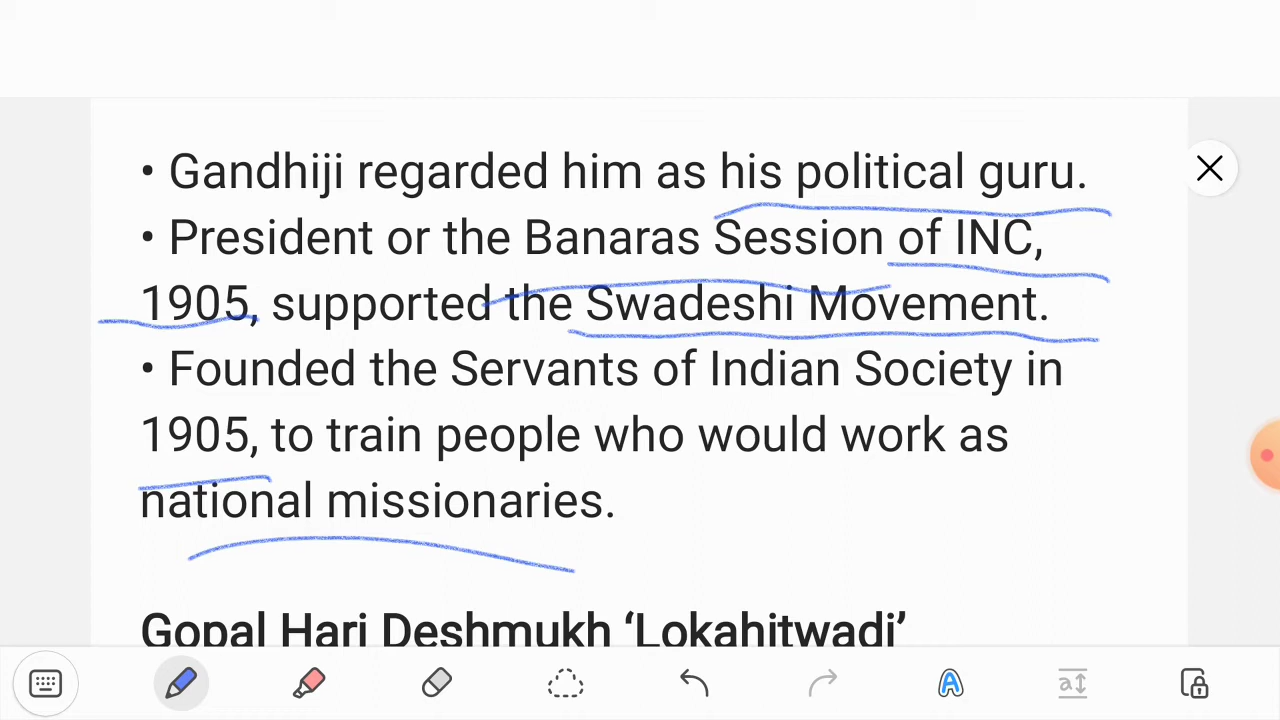 • Gandhiji regarded him as his political guru.
• President or the Banaras Session of INC,
1905, supported the Swadeshi Movement.
• Founded the Servants of Indian Society in
1905, to train people who would work as
national missionaries.
Gopal Hari Deshmukh ‘Lokahitwadi’
A
a